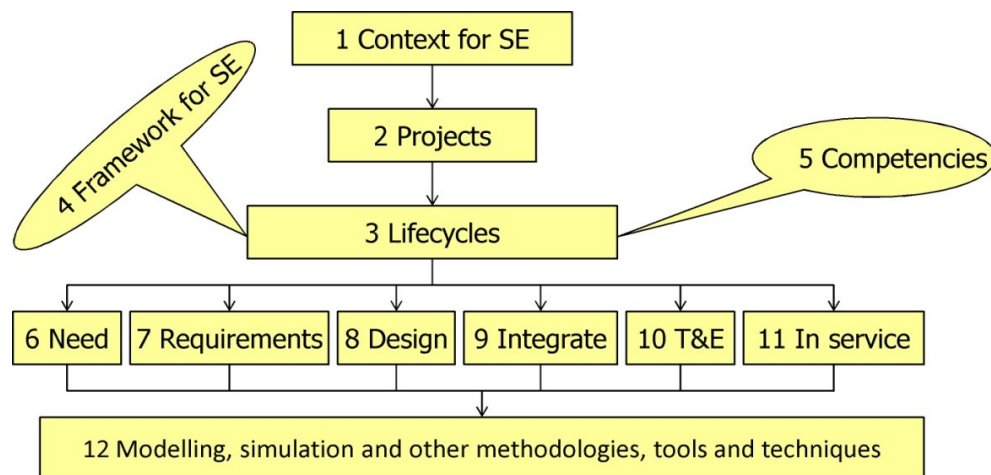 1 Context for SE
2 Projects
4 Framework for SE
5 Competencies
3 Lifecycles
6 Need
7 Requirements
8 Design
9 Integrate
10 T&E
11 In service
12 Modelling, simulation and other methodologies, tools and techniques